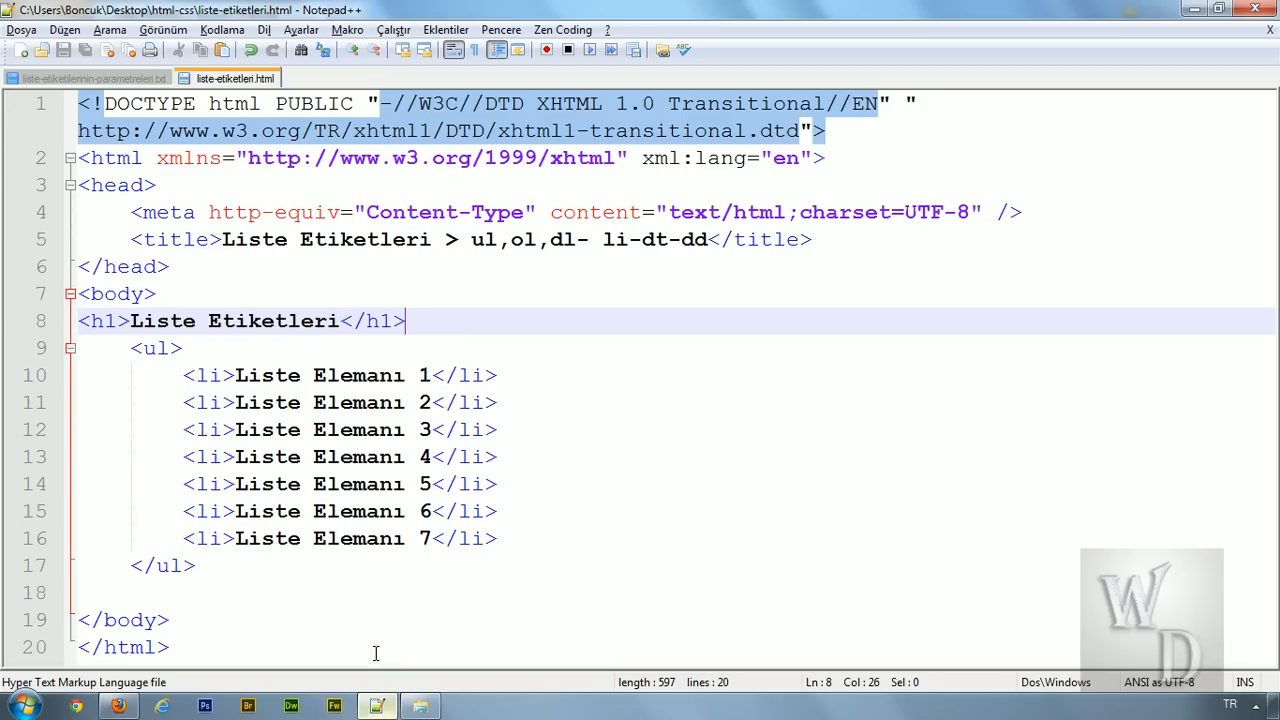 C:\Users\Boncuk\Desktop\html-css\liste-etiketleri.html - Notepad++
Dosya Düzen Arama Görünüm Kodlama Dil Ayarlar Makro Çalıştır Eklentiler Pencere Zen Coding ? X
liste-etiketilerinin-parametreleri.txt liste-etiketleri.html
1 <!DOCTYPE html PUBLIC "-//W3C//DTD XHTML 1.0 Transitional//EN" "
http://www.w3.org/TR/xhtml1/DTD/xhtml1-transitional.dtd">
2 <html xmlns="http://www.w3.org/1999/xhtml" xml:lang="en">
3 <head>
4 <meta http-equiv="Content-Type" content="text/html;charset=UTF-8" />
5 <title>Liste Etiketleri > ul,ol,dl- li-dt-dd</title>
6 </head>
7 <body>
8 <h1>Liste Etiketleri</h1>
9 <ul>
10 <li>Liste Elemanı 1</li>
11 <li>Liste Elemanı 2</li>
12 <li>Liste Elemanı 3</li>
13 <li>Liste Elemanı 4</li>
14 <li>Liste Elemanı 5</li>
15 <li>Liste Elemanı 6</li>
16 <li>Liste Elemanı 7</li>
17 </ul>
18
19 </body>
20 </html>
WD
Hyper Text Markup Language file length : 597 lines : 20 Ln : 8 Col : 26 Sel : 0 Dos\Windows ANSI as UTF-8 INS
Ps Br Dw Fw TR